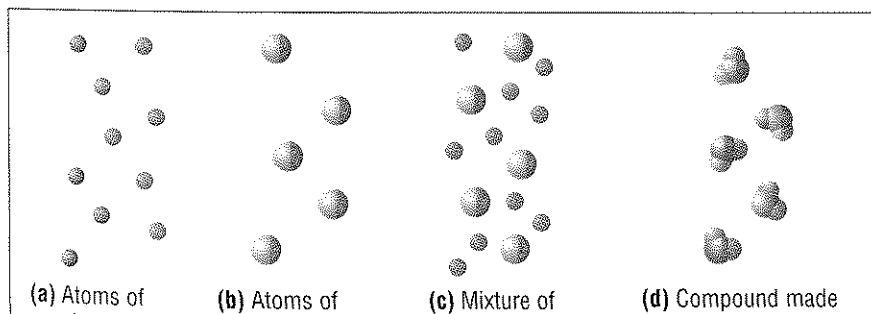 (a) Atoms of
(b) Atoms of
(c) Mixture of
(d) Compound made